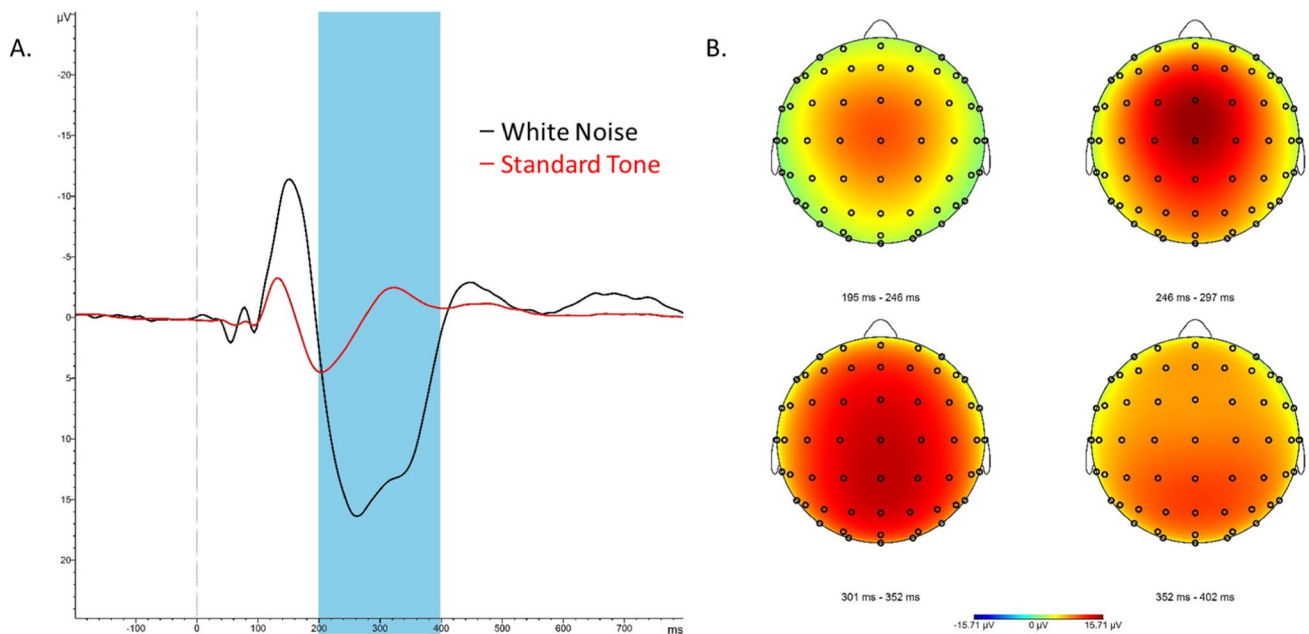 A.
µV
-20
-15
-10
-5
0
5
10
15
20
-100
0
100
200
300
400
500
600
700
ms
White Noise
Standard Tone
B.
195 ms - 246 ms
246 ms - 297 ms
301 ms - 352 ms
352 ms - 402 ms
-15.71 µV
0 µV
15.71 µV